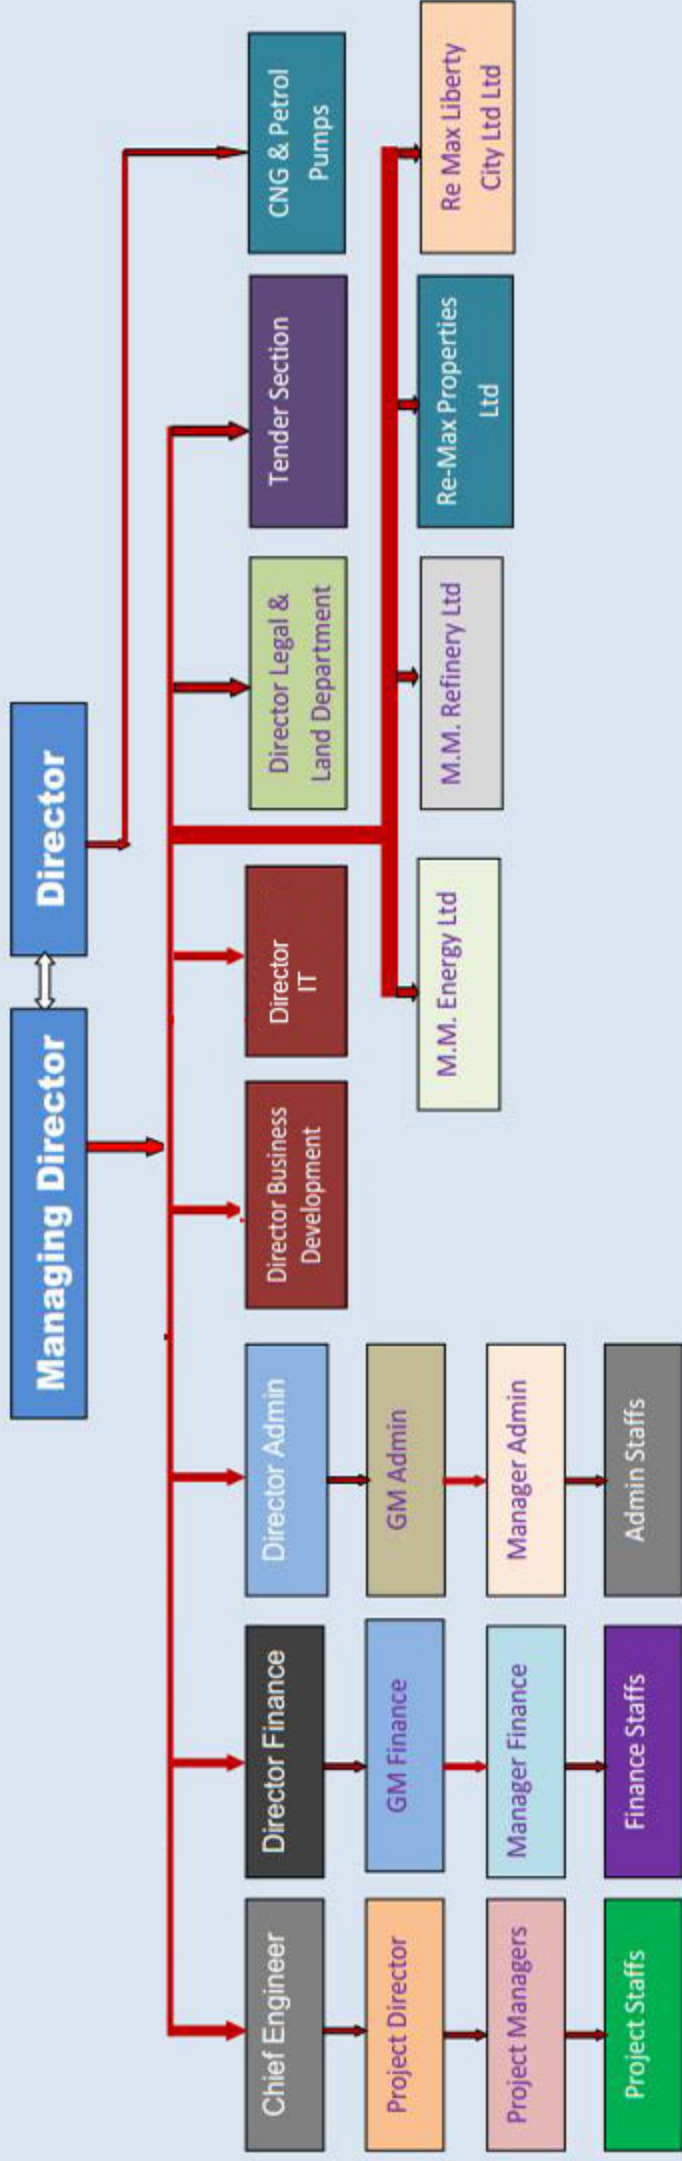 Managing Director
Director
Chief Engineer
Director Finance
Director Admin
Director Business
Development
Director
IT
Director Legal &
Land Department
Tender Section
CNG & Petrol
Pumps
Project Director
GM Finance
GM Admin
M.M. Energy Ltd
M.M. Refinery Ltd
Re-Max Properties
Ltd
Re Max Liberty
City Ltd Ltd
Project Managers
Manager Finance
Manager Admin
Project Staffs
Finance Staffs
Admin Staffs